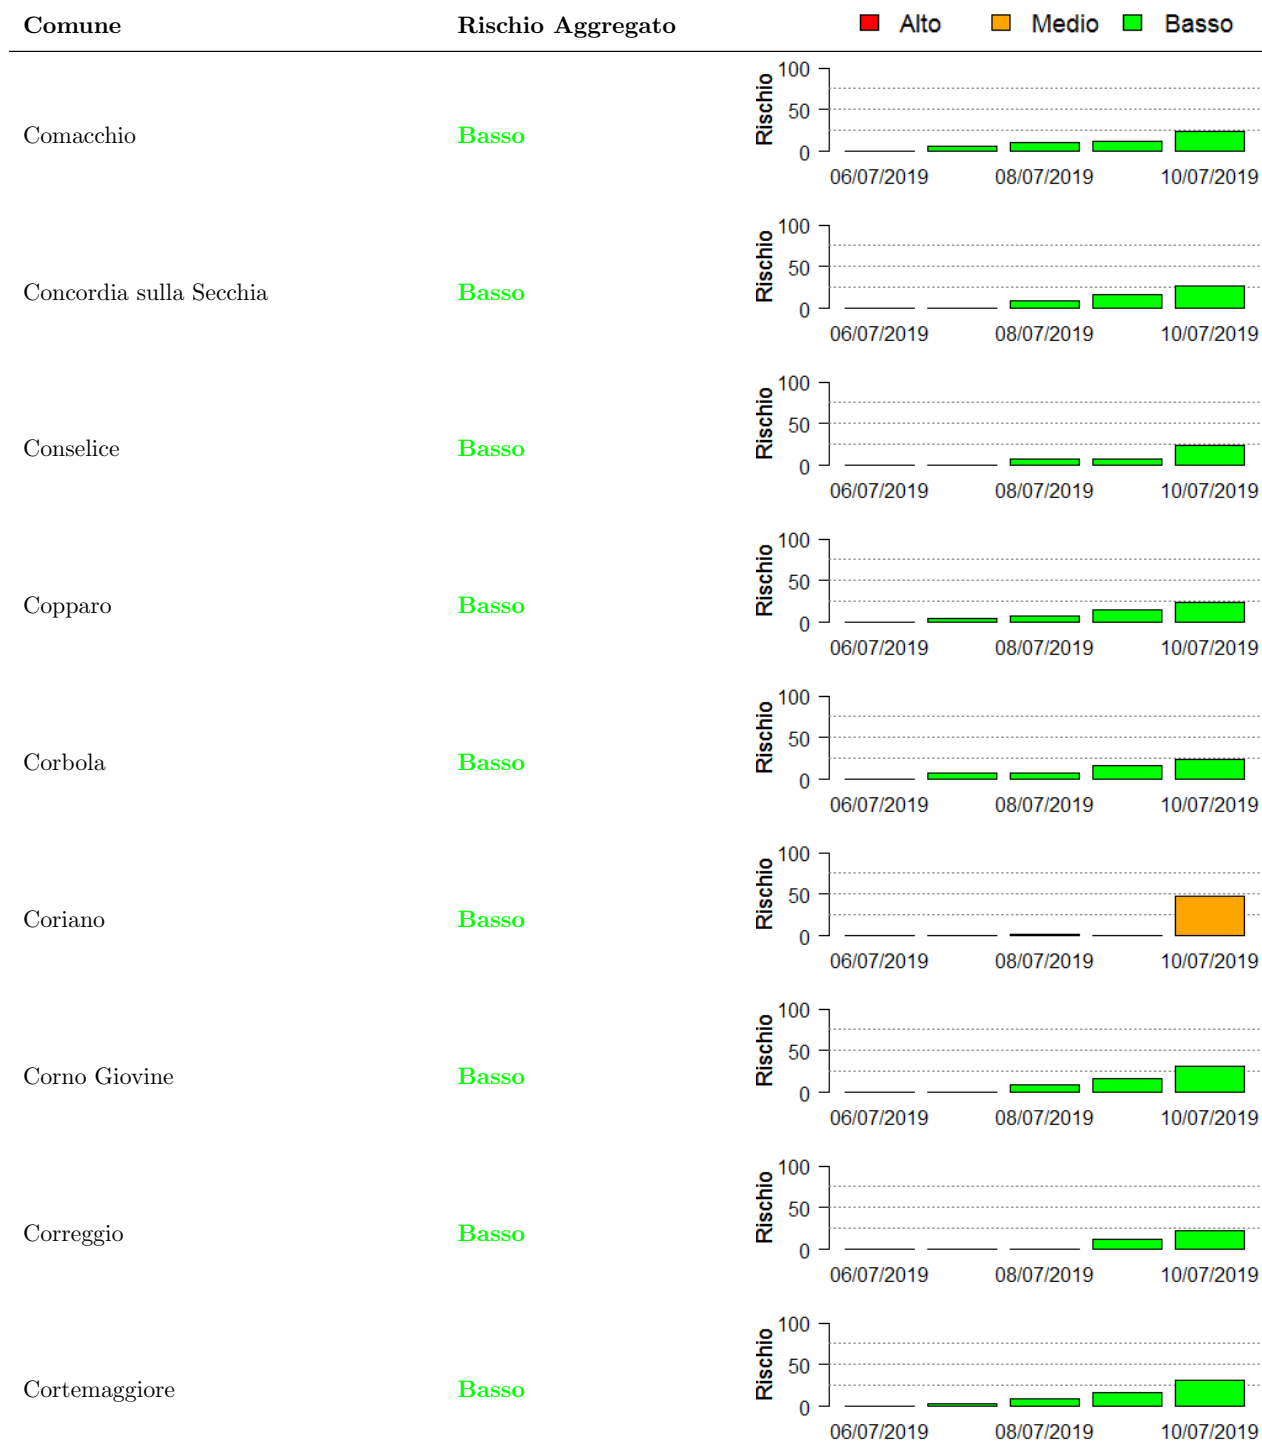 Comune Rischio Aggregato Alto Medio Basso
100
50
0
Rischio
Comacchio Basso
06/07/2019 08/07/2019 10/07/2019
100
50
0
Rischio
Concordia sulla Secchia Basso
06/07/2019 08/07/2019 10/07/2019
100
50
0
Rischio
Conselice Basso
06/07/2019 08/07/2019 10/07/2019
100
50
0
Rischio
Copparo Basso
06/07/2019 08/07/2019 10/07/2019
100
50
0
Rischio
Corbola Basso
06/07/2019 08/07/2019 10/07/2019
100
50
0
Rischio
Coriano Basso
06/07/2019 08/07/2019 10/07/2019
100
50
0
Rischio
Corno Giovine Basso
06/07/2019 08/07/2019 10/07/2019
100
50
0
Rischio
Correggio Basso
06/07/2019 08/07/2019 10/07/2019
100
50
0
Rischio
Cortemaggiore Basso
06/07/2019 08/07/2019 10/07/2019